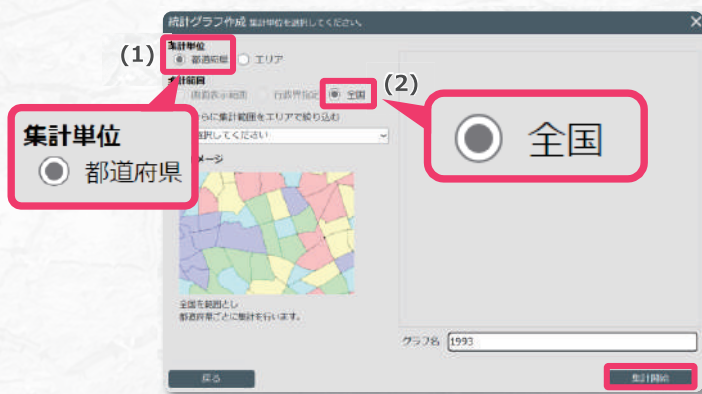 統計グラフ作成 集計単位を選択してください。
(1)
集計単位
都道府県 エリア
集計範囲
画面表示範囲 行政界指定 全国
(2)
さらに集計範囲をエリアで絞り込む
選択してください
集計単位
都道府県
全国
メージ
全国を範囲とし
都道府県ごとに集計を行います。
グラフ名 1993
戻る
集計開始